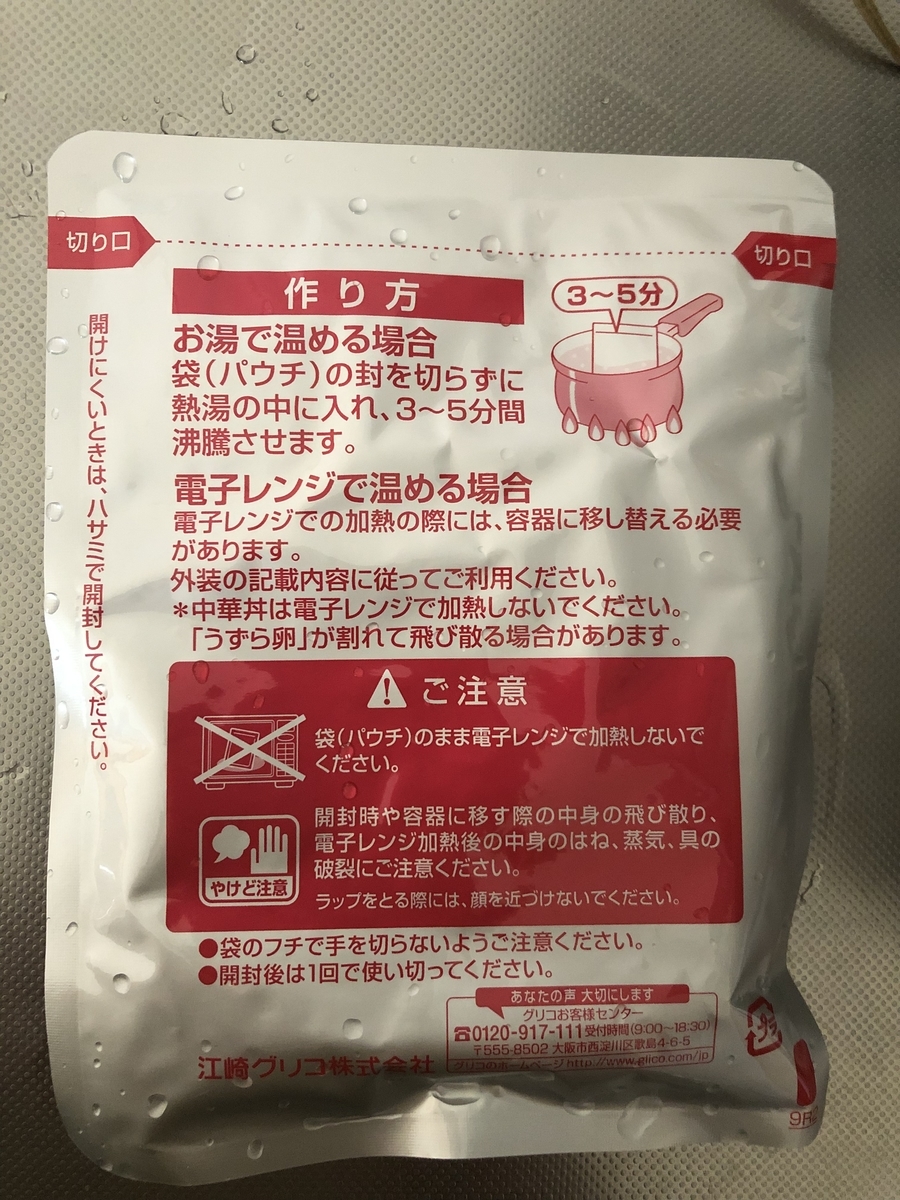 切り口
切り口
開けにくいときは、ハサミで開封してください。
作り方
3〜5分
お湯で温める場合
袋(パウチ)の封を切らずに
熱湯の中に入れ、3〜5分間
沸騰させます。
電子レンジで温める場合
電子レンジでの加熱の際には、容器に移し替える必要
があります。
外装の記載内容に従ってご利用ください。
*中華丼は電子レンジで加熱しないでください。
「うずら卵」が割れて飛び散る場合があります。
ご注意
袋(パウチ)のまま電子レンジで加熱しないで
ください。
やけど注意
開封時や容器に移す際の中身の飛び散り、
電子レンジ加熱後の中身のはね、蒸気、具の
破裂にご注意ください。
ラップをとる際には、顔を近づけないでください。
●袋のフチで手を切らないようご注意ください。
●開封後は1回で使い切ってください。
あなたの声 大切にします
グリコお客様センター
☎0120-917-111受付時間(9:00〜18:30)
〒555-8502 大阪市西淀川区歌島4-6-5
グリコのホームページhttp://www.glico.com/jp
江崎グリコ株式会社